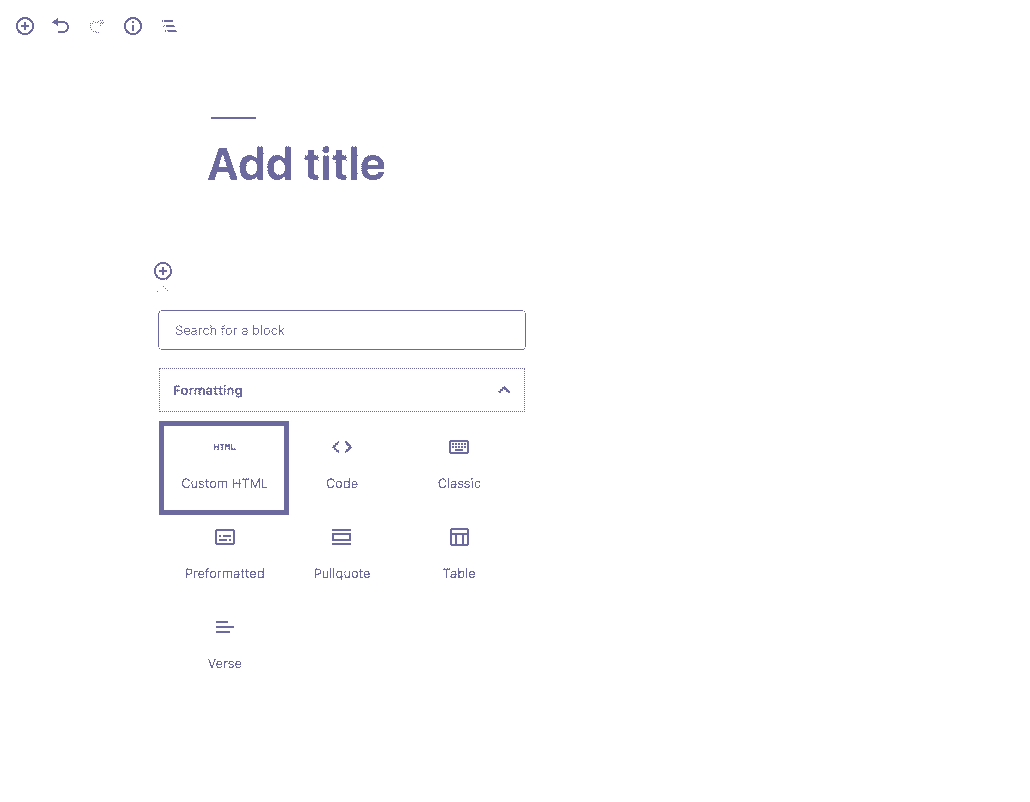 Add title
Search for a block
Formatting
HTML
Custom HTML
Code
Classic
Preformatted
Pullquote
Table
Verse